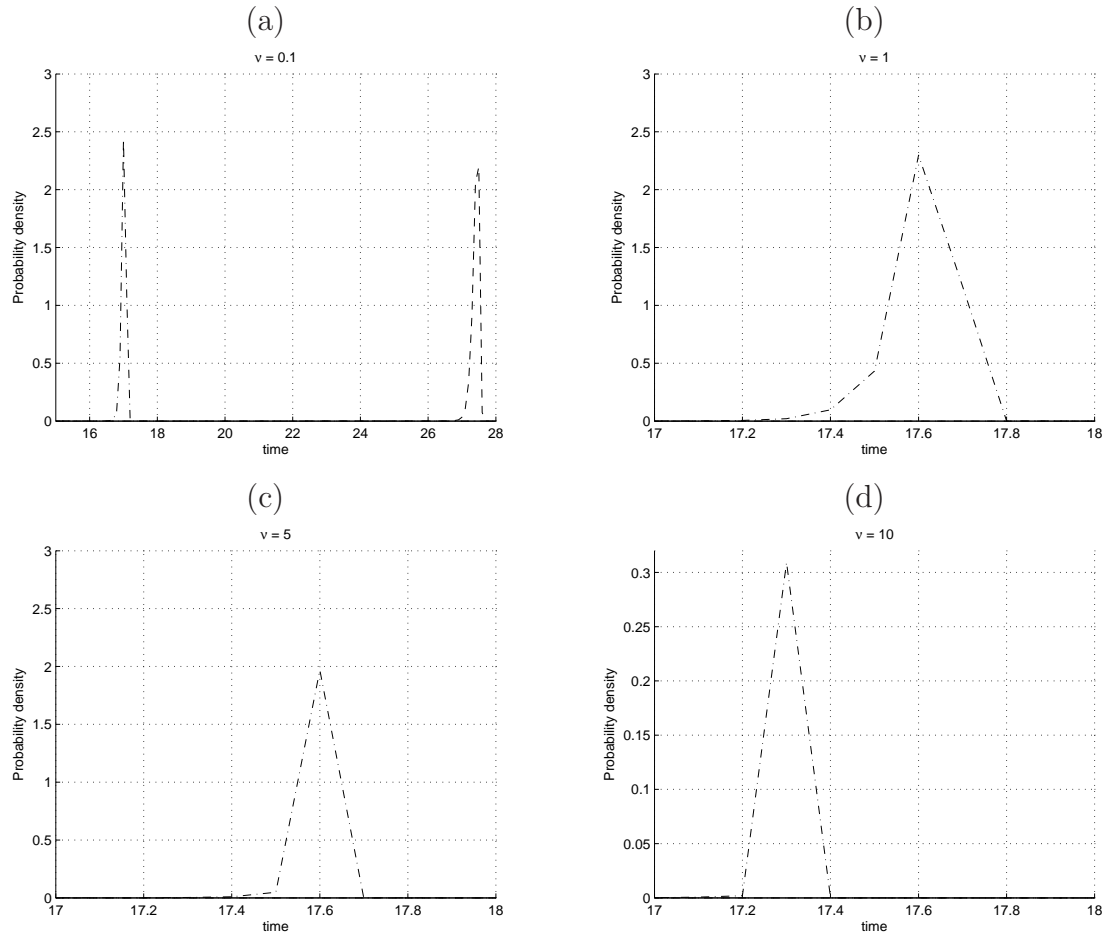 (a)
ν = 0.1
3
2.5
2
1.5
1
0.5
0
Probability density
16 18 20 22 24 26 28
time
(b)
ν = 1
3
2.5
2
1.5
1
0.5
0
Probability density
17 17.2 17.4 17.6 17.8 18
time
(c)
ν = 5
3
2.5
2
1.5
1
0.5
0
Probability density
17 17.2 17.4 17.6 17.8 18
time
(d)
ν = 10
0.3
0.25
0.2
0.15
0.1
0.05
0
Probability density
17 17.2 17.4 17.6 17.8 18
time